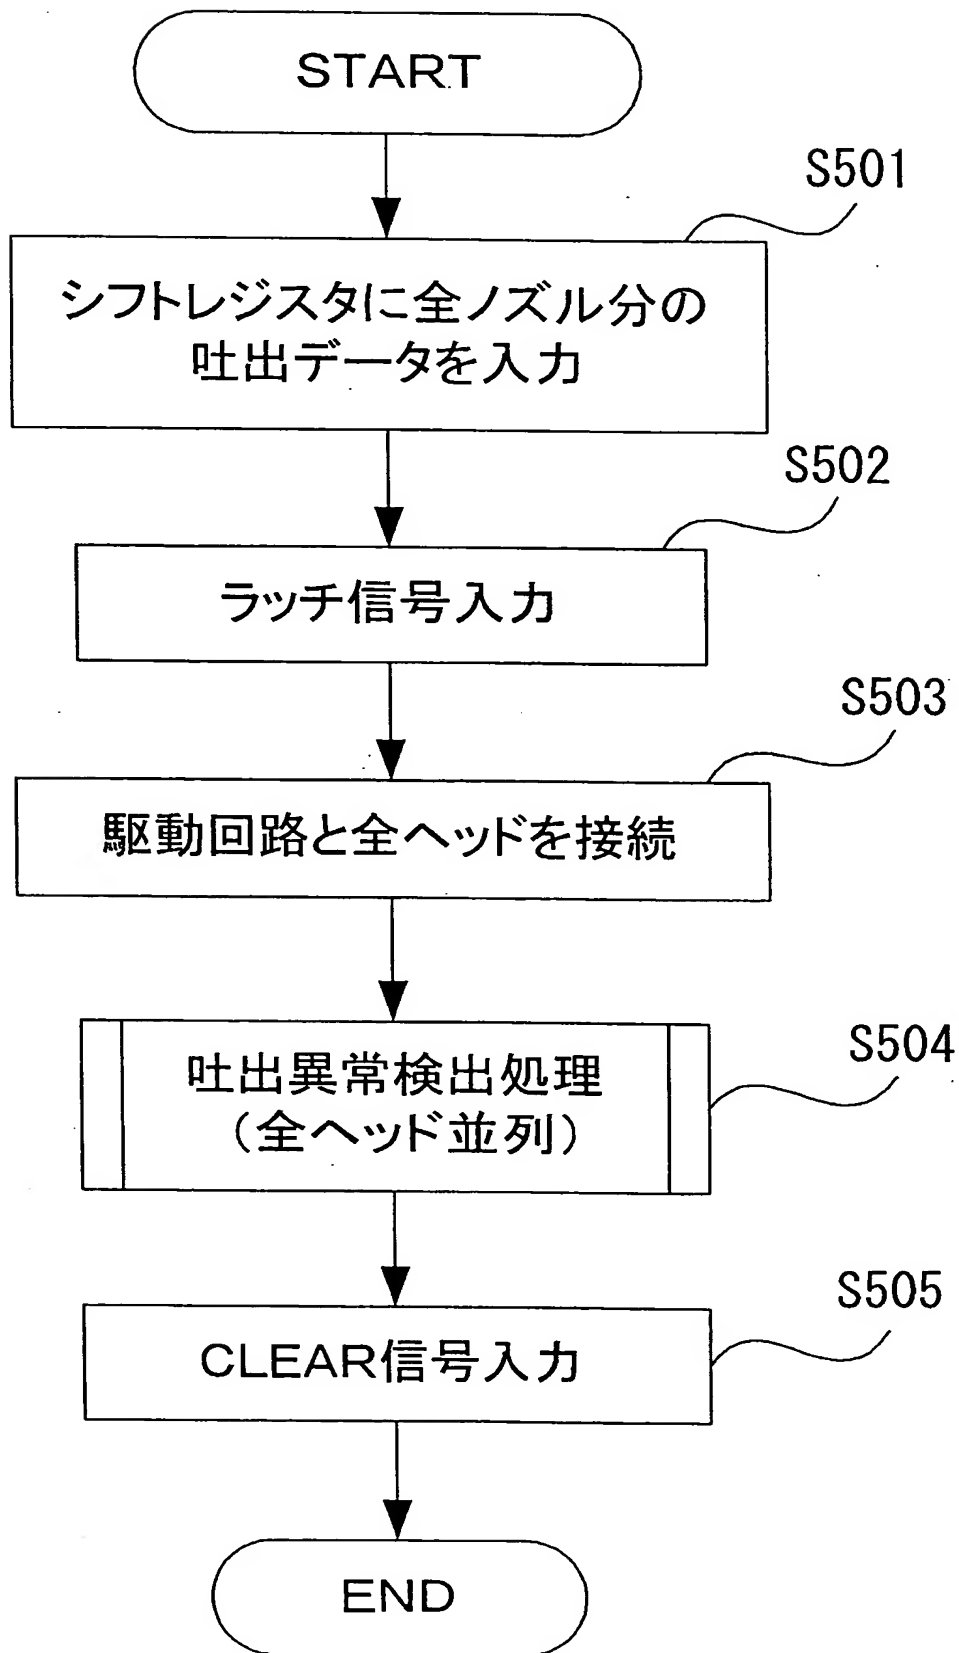 START
S501
シフトレジスタに全ノズル分の
吐出データを入力
S502
ラッチ信号入力
S503
駆動回路と全ヘッドを接続
S504
吐出異常検出処理
（全ヘッド並列）
S505
CLEAR信号入力
END